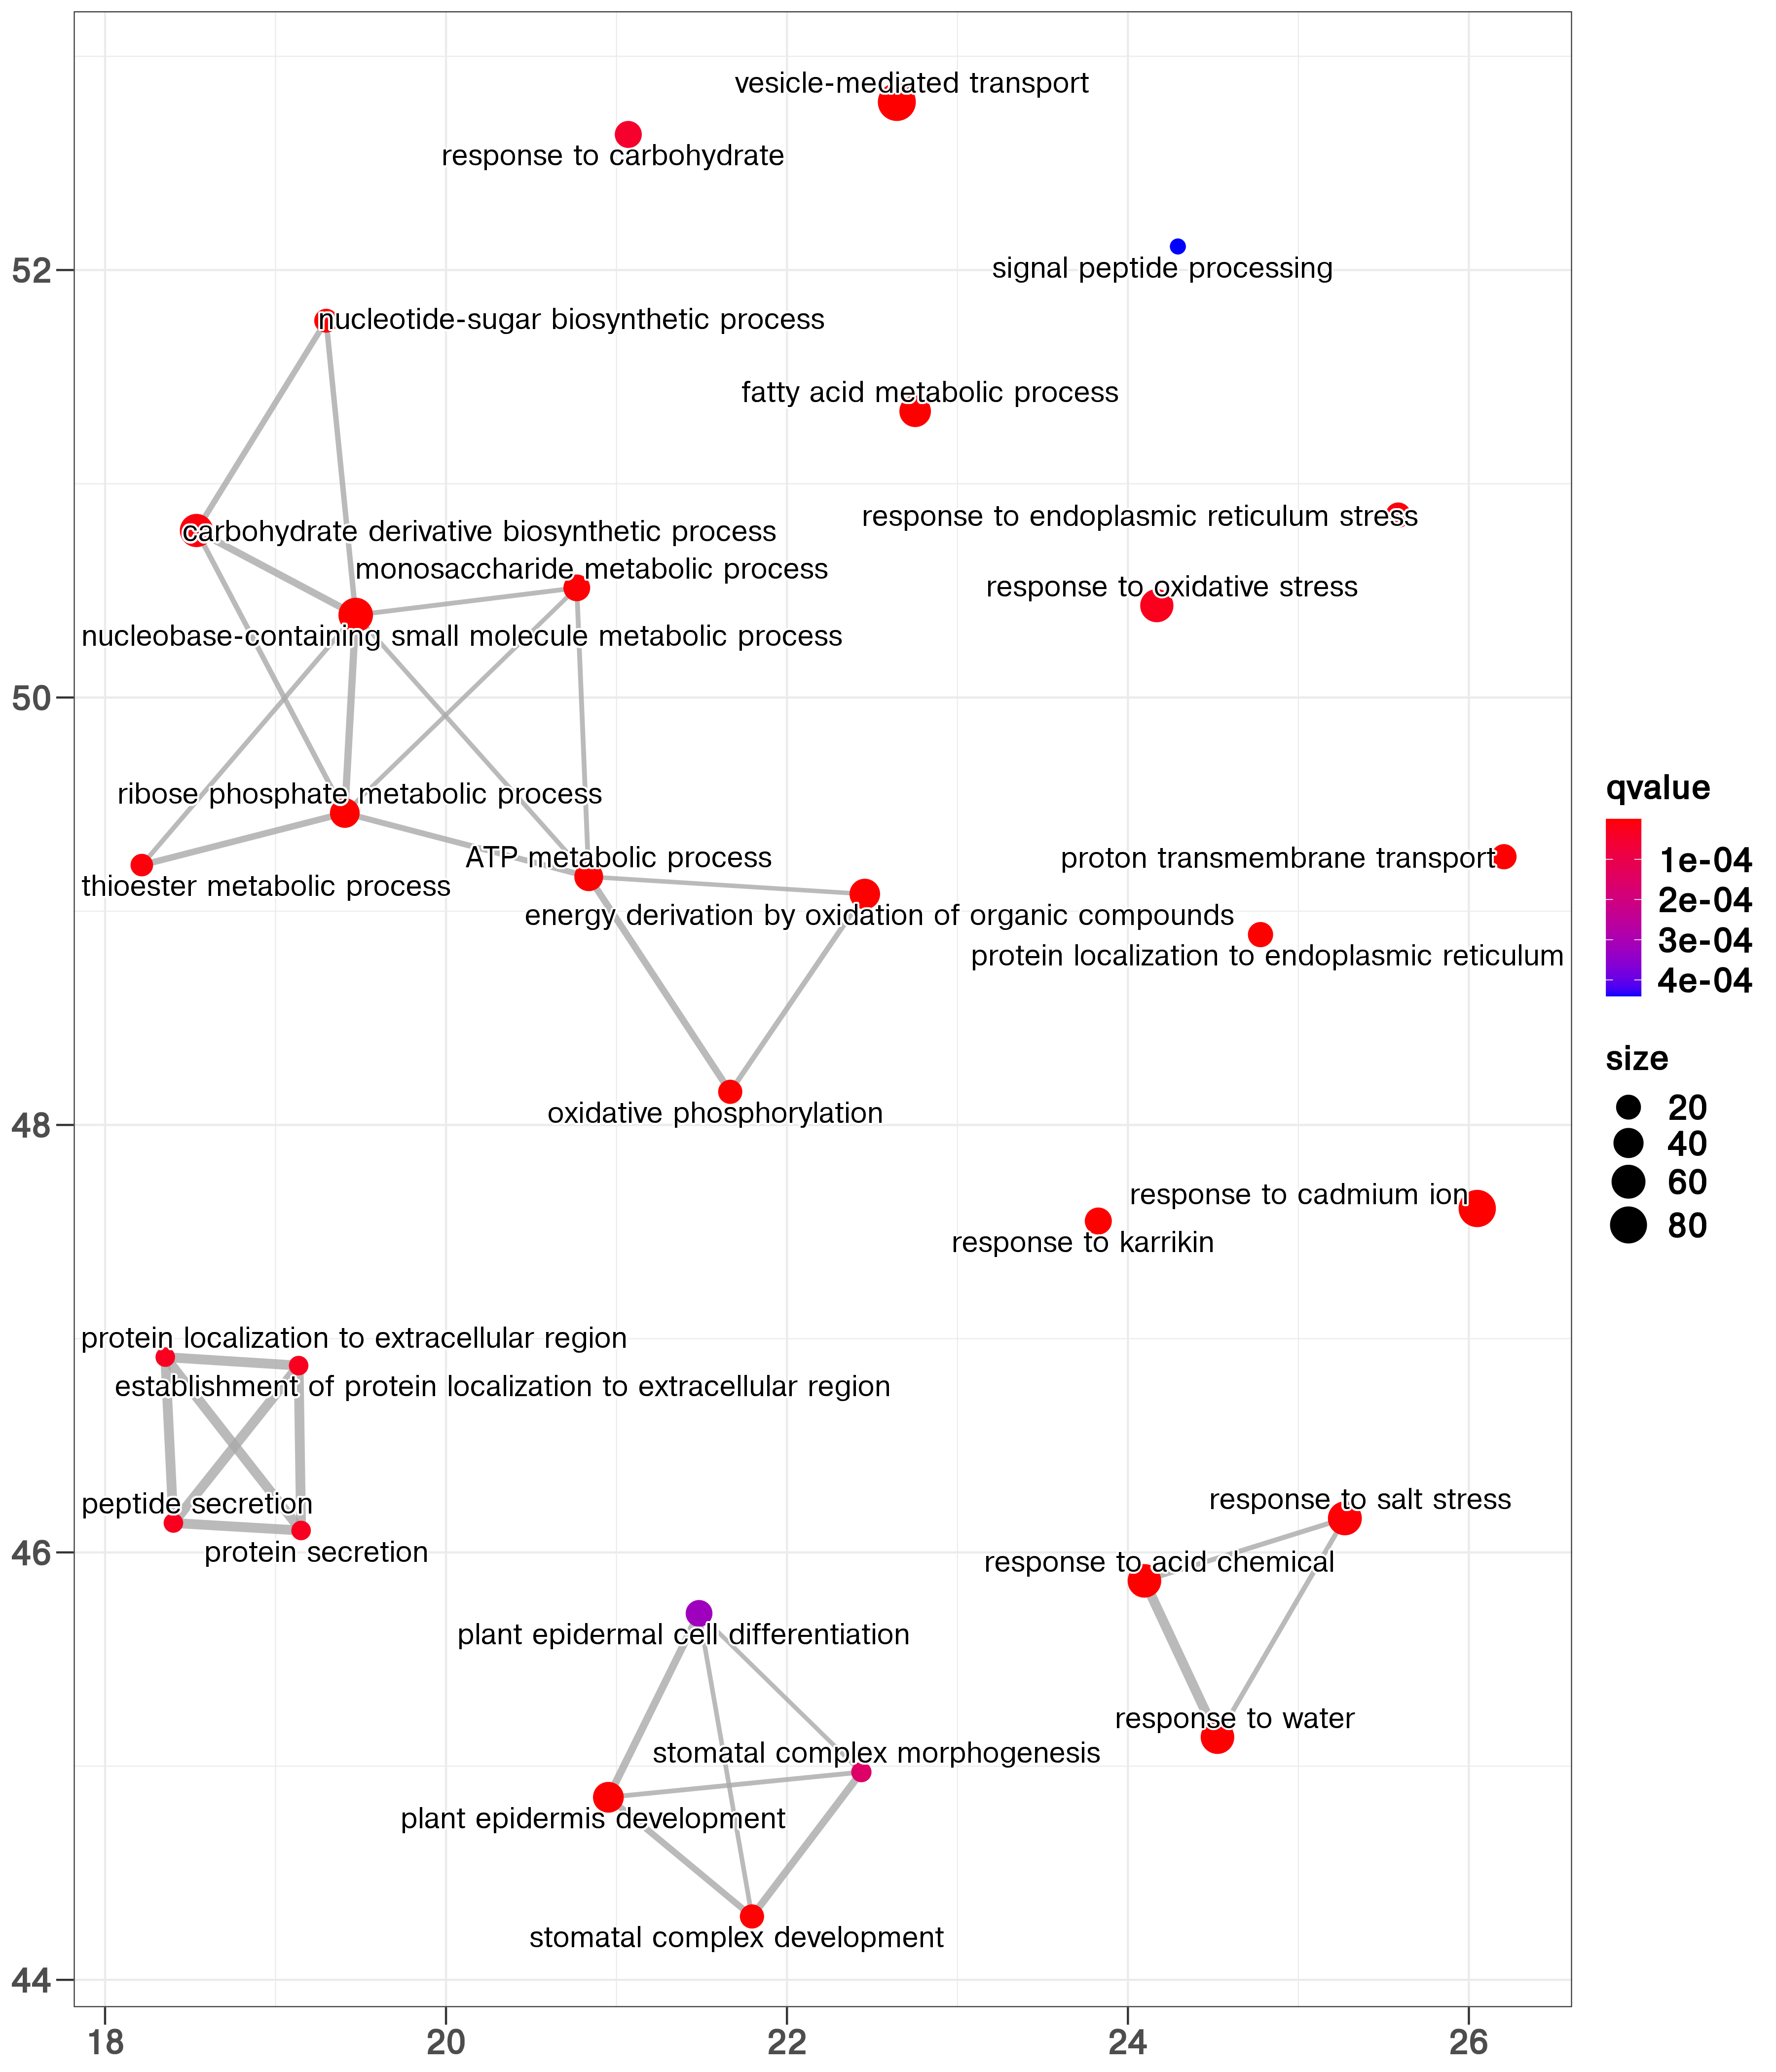 vesicle-mediated transport
response to carbohydrate
52
signal peptide processing
nucleotide-sugar biosynthetic process
fatty acid metabolic process
response to endoplasmic reticulum stress
carbohydrate derivative biosynthetic process
monosaccharide metabolic process
response to oxidative stress
nucleobase-containing small molecule metabolic process
50
ribose phosphate metabolic process
ATP metabolic process
proton transmembrane transport
thioester metabolic process
energy derivation by oxidation of organic compounds
protein localization to endoplasmic reticulum
oxidative phosphorylation
48
response to cadmium ion
response to karrikin
protein localization to extracellular region
establishment of protein localization to extracellular region
peptide secretion
response to salt stress
protein secretion
46
response to acid chemical
plant epidermal cell differentiation
response to water
stomatal complex morphogenesis
plant epidermis development
stomatal complex development
44
18
20
22
24
26
qvalue
1e-04
2e-04
3e-04
4e-04
size
20
40
60
80